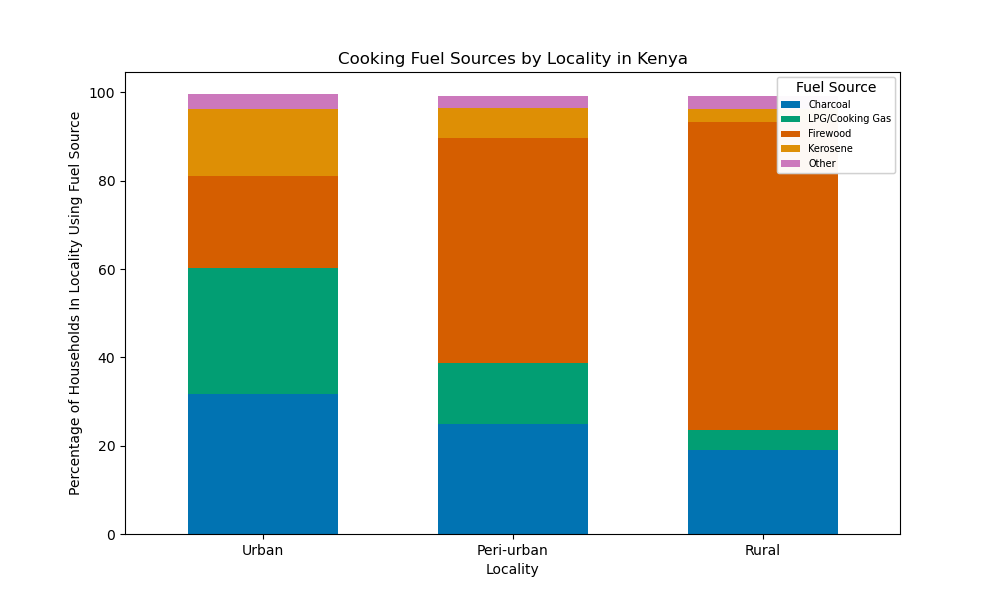 Cooking Fuel Sources by Locality in Kenya
Percentage of Households In Locality Using Fuel Source
100
80
60
40
20
0
Fuel Source
Charcoal
LPG/Cooking Gas
Firewood
Kerosene
Other
Urban
Peri-urban
Rural
Locality